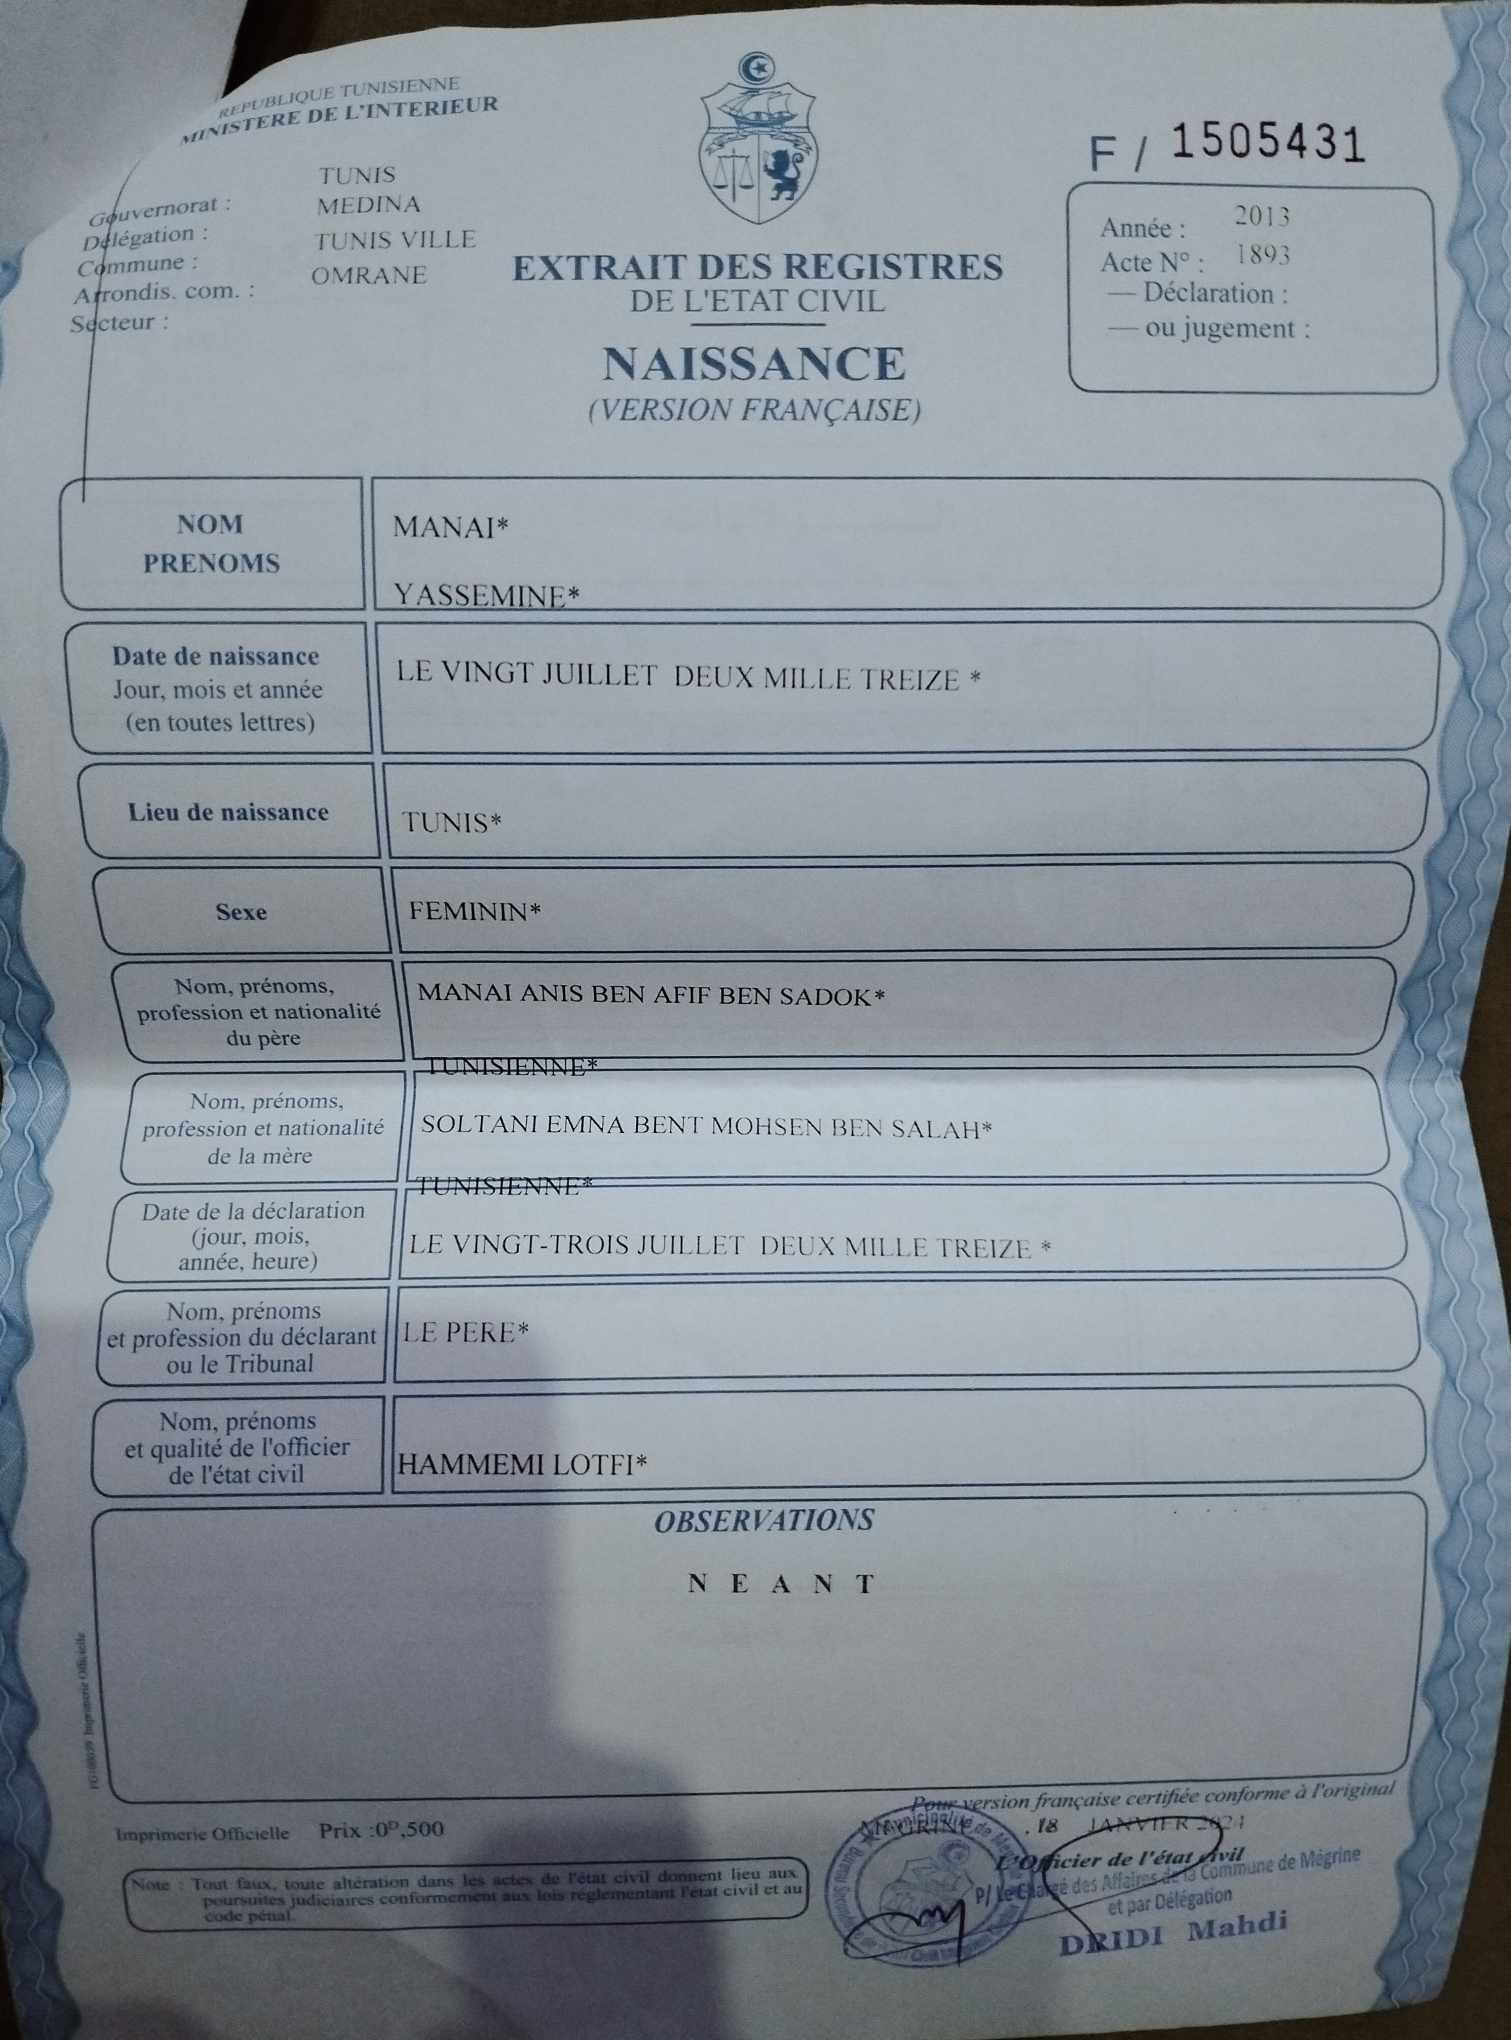 REPUBLIQUE TUNISIENNE
MINISTERE DE L'INTERIEUR
Gouvernorat : TUNIS
Délégation : MEDINA
Commune : TUNIS VILLE
Arrondis. com. : OMRANE
Secteur :
F / 1505431
Année : 2013
Acte N° : 1893
— Déclaration :
— ou jugement :
EXTRAIT DES REGISTRES
DE L'ETAT CIVIL
NAISSANCE
(VERSION FRANÇAISE)
NOM
PRENOMS
MANAI*
YASSEMINE*
Date de naissance
Jour, mois et année
(en toutes lettres)
LE VINGT JUILLET DEUX MILLE TREIZE *
Lieu de naissance
TUNIS*
Sexe
FEMININ*
Nom, prénoms,
profession et nationalité
du père
MANAI ANIS BEN AFIF BEN SADOK*
TUNISIENNE*
Nom, prénoms,
profession et nationalité
de la mère
SOLTANI EMNA BENT MOHSEN BEN SALAH*
TUNISIENNE*
Date de la déclaration
(jour, mois,
année, heure)
LE VINGT-TROIS JUILLET DEUX MILLE TREIZE *
Nom, prénoms
et profession du déclarant
ou le Tribunal
LE PERE*
Nom, prénoms
et qualité de l'officier
de l'état civil
HAMMEMI LOTFI*
OBSERVATIONS
N E A N T
Imprimerie Officielle
Pour version française certifiée conforme à l'original
MEGRINE , 18 JANVIER 2024
L'Officier de l'état civil
P/ Le Chargé des Affaires de la Commune de Mégrine
et par Délégation
DRIDI Mahdi
Imprimerie Officielle Prix :0ᴰ,500
Note : Tout faux, toute altération dans les actes de l'état civil donnent lieu aux
poursuites judiciaires conformement aux lois réglementant l'état civil et au
code pénal.